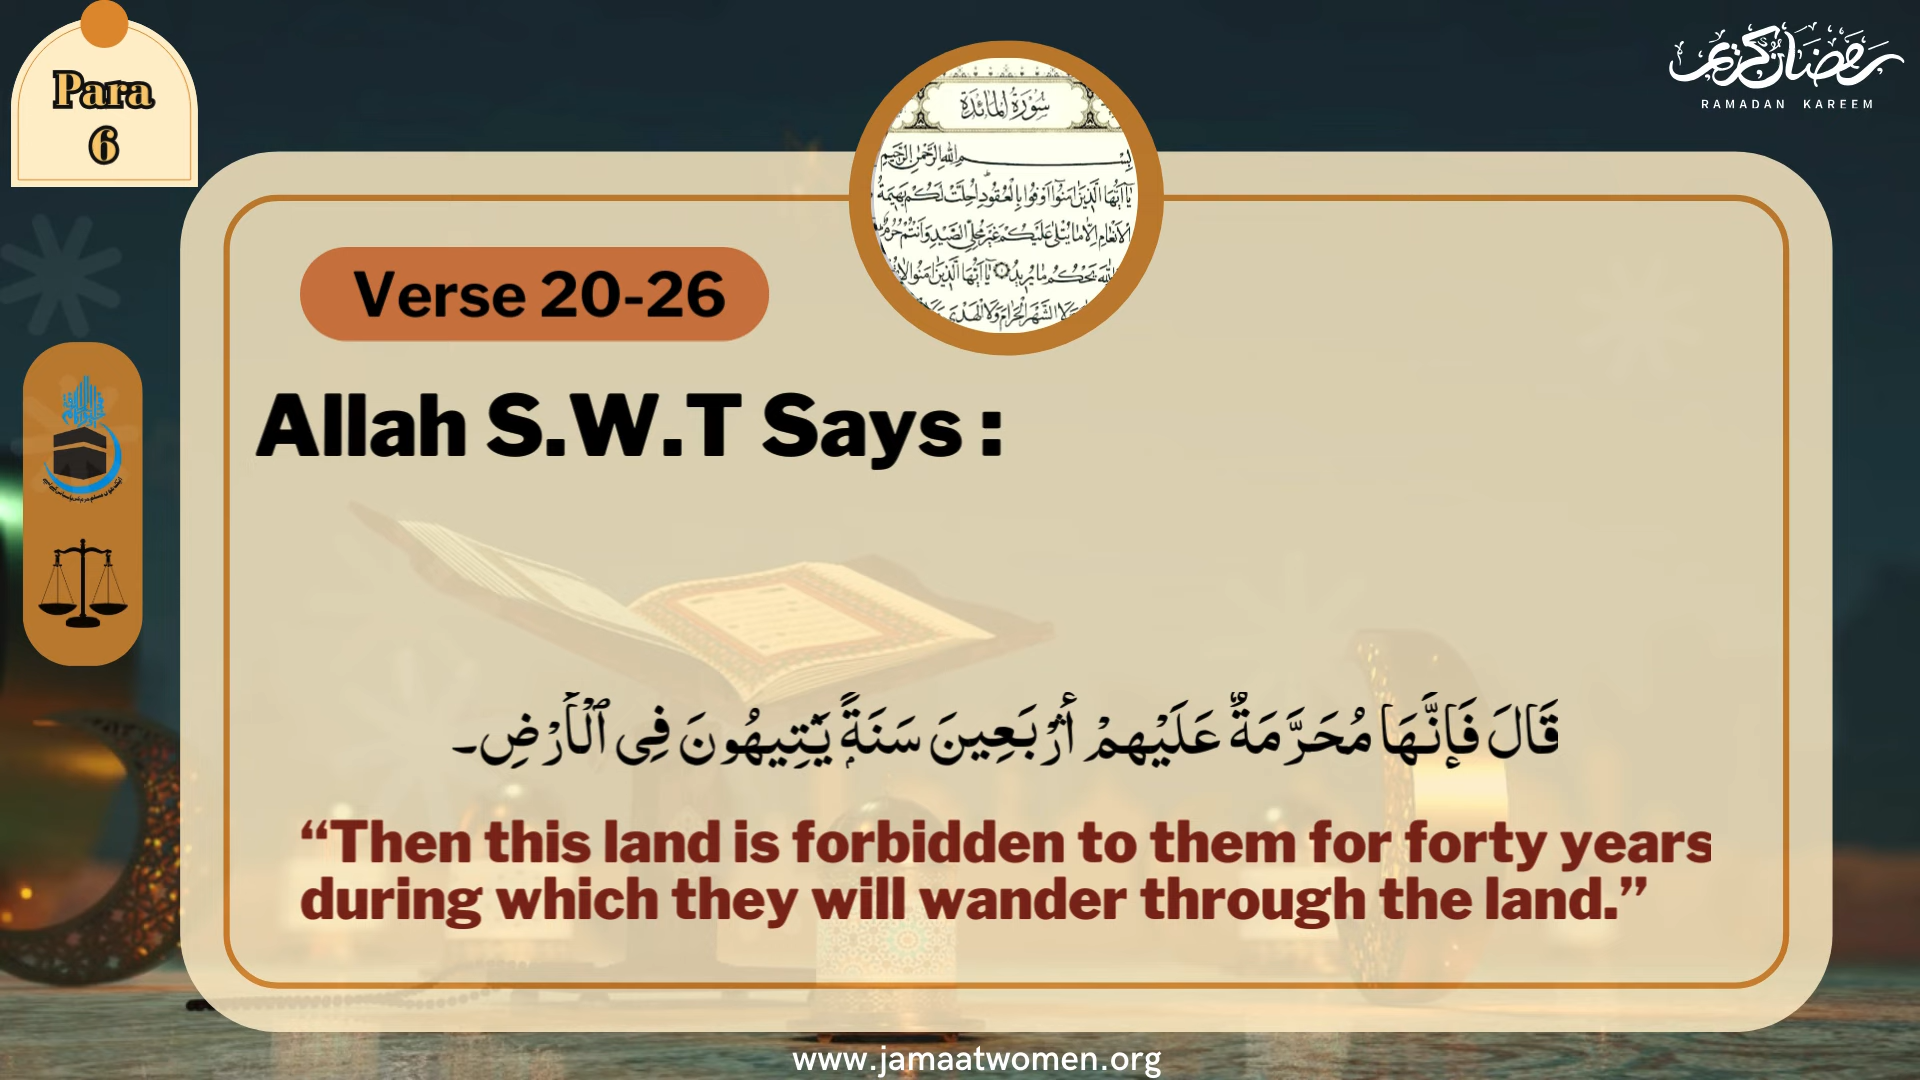 Para
6
رمضان كريم
RAMADAN KAREEM
سُورَةُ المَائِدَة
Verse 20-26
Allah S.W.T Says :
قَالَ فَإِنَّهَا مُحَرَّمَةٌ عَلَيْهِمْ أَرْبَعِينَ سَنَةً يَتِيهُونَ فِى ٱلْأَرْضِ۔
“Then this land is forbidden to them for forty years
during which they will wander through the land.”
www.jamaatwomen.org